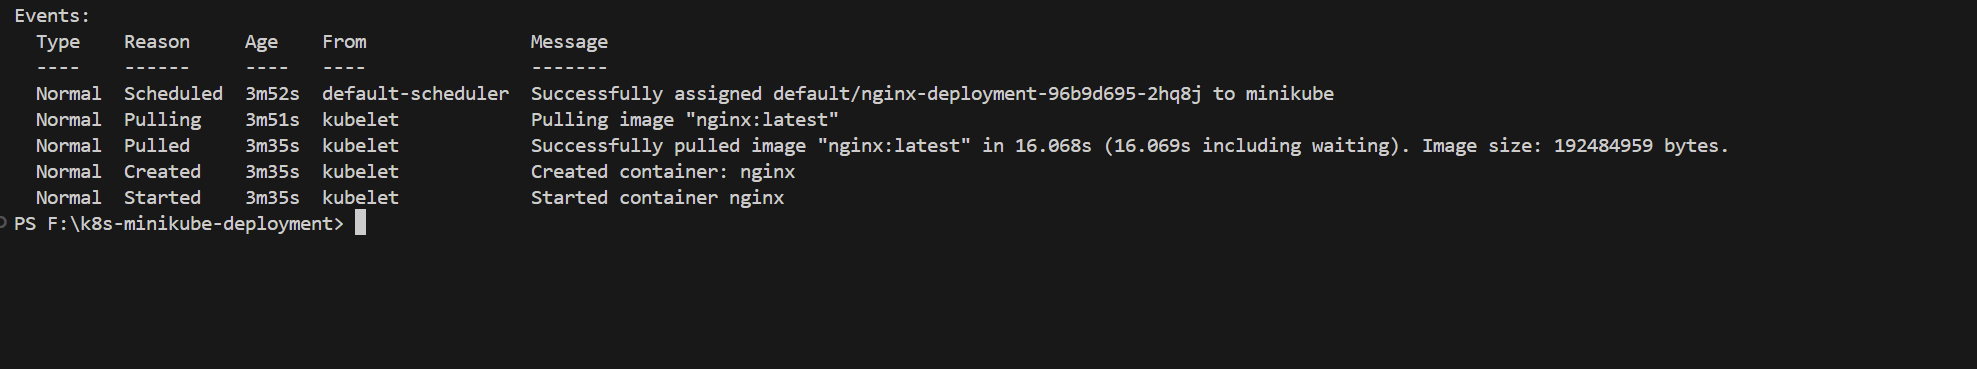 Events:
  Type    Reason     Age    From               Message
  ----    ------     ----   ----               -------
  Normal  Scheduled  3m52s  default-scheduler  Successfully assigned default/nginx-deployment-96b9d695-2hq8j to minikube
  Normal  Pulling    3m51s  kubelet            Pulling image "nginx:latest"
  Normal  Pulled     3m35s  kubelet            Successfully pulled image "nginx:latest" in 16.068s (16.069s including waiting). Image size: 192484959 bytes.
  Normal  Created    3m35s  kubelet            Created container: nginx
  Normal  Started    3m35s  kubelet            Started container nginx
PS F:\k8s-minikube-deployment>